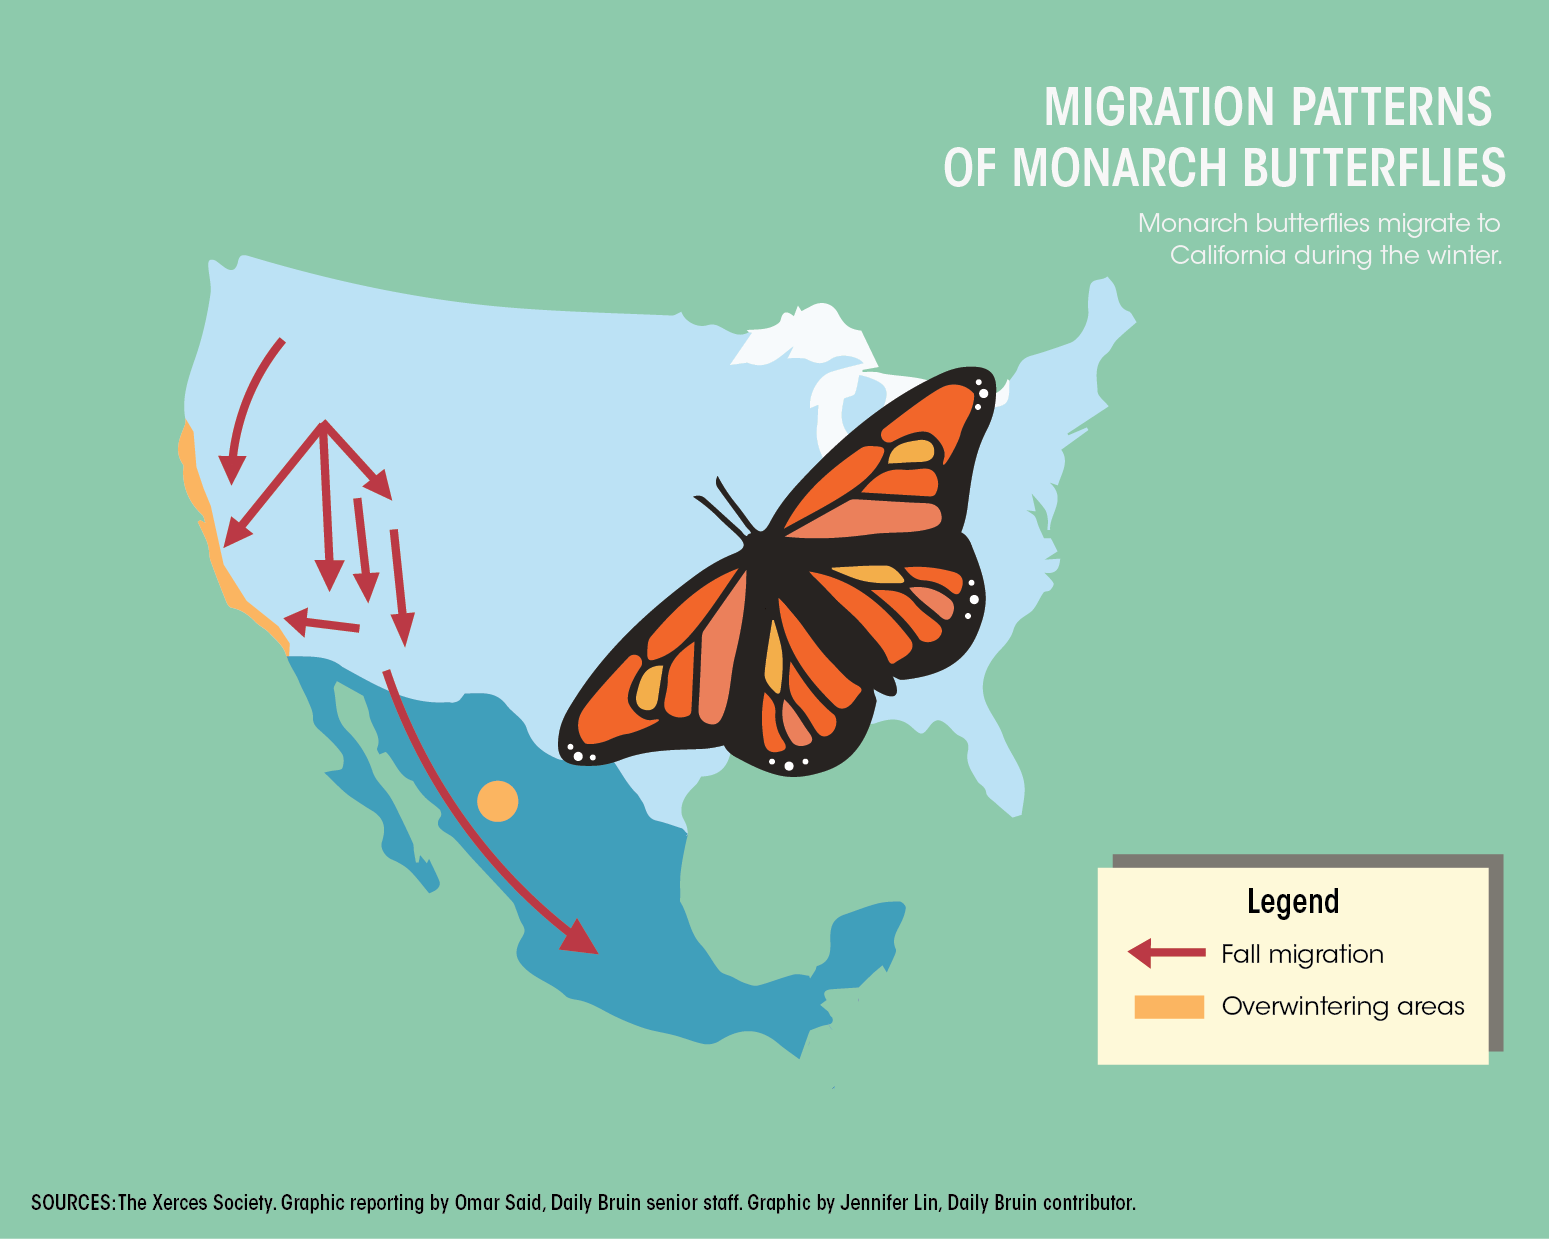 MIGRATION PATTERNS
OF MONARCH BUTTERFLIES
Monarch butterflies migrate to
California during the winter.
Legend
Fall migration
Overwintering areas
SOURCES: The Xerces Society. Graphic reporting by Omar Said, Daily Bruin senior staff. Graphic by Jennifer Lin, Daily Bruin contributor.